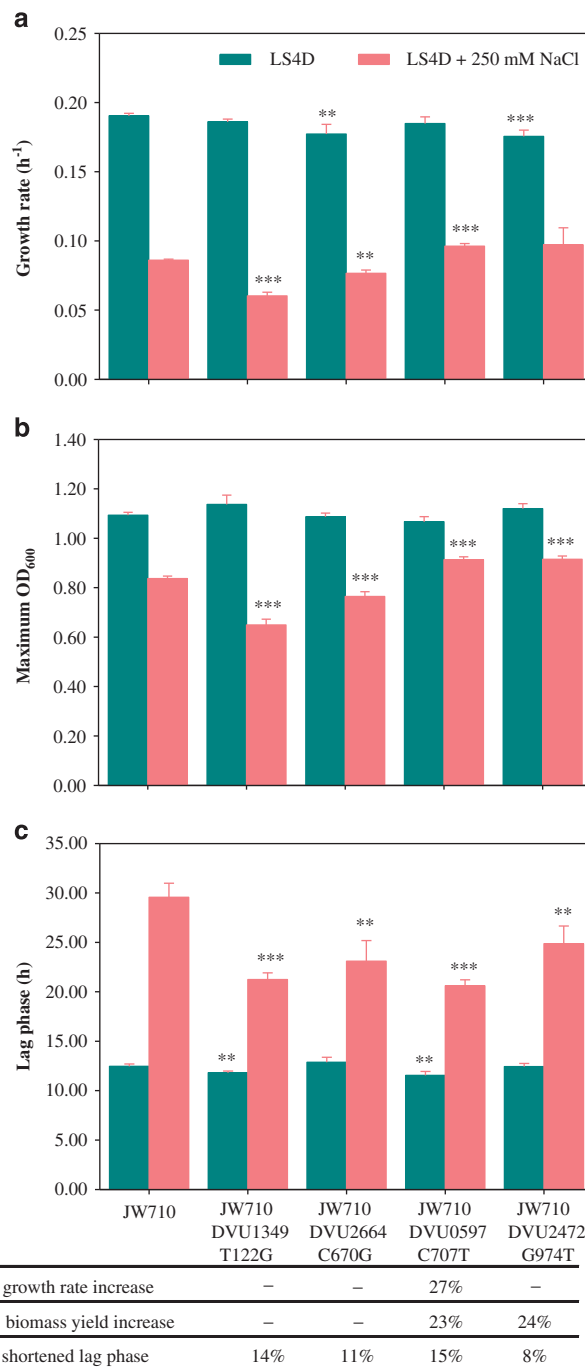 a
LS4D
LS4D + 250 mM NaCl
Growth rate (h-1)
0.25
0.20
0.15
0.10
0.05
0.00
**
***
***
**
***
b
Maximum OD600
1.40
1.20
1.00
0.80
0.60
0.40
0.20
0.00
***
***
***
***
c
Lag phase (h)
35.00
30.00
25.00
20.00
15.00
10.00
5.00
0.00
**
***
**
**
***
**
JW710
JW710 DVU1349 T122G
JW710 DVU2664 C670G
JW710 DVU0597 C707T
JW710 DVU2472 G974T
growth rate increase – – 27% –
biomass yield increase – – 23% 24%
shortened lag phase 14% 11% 15% 8%